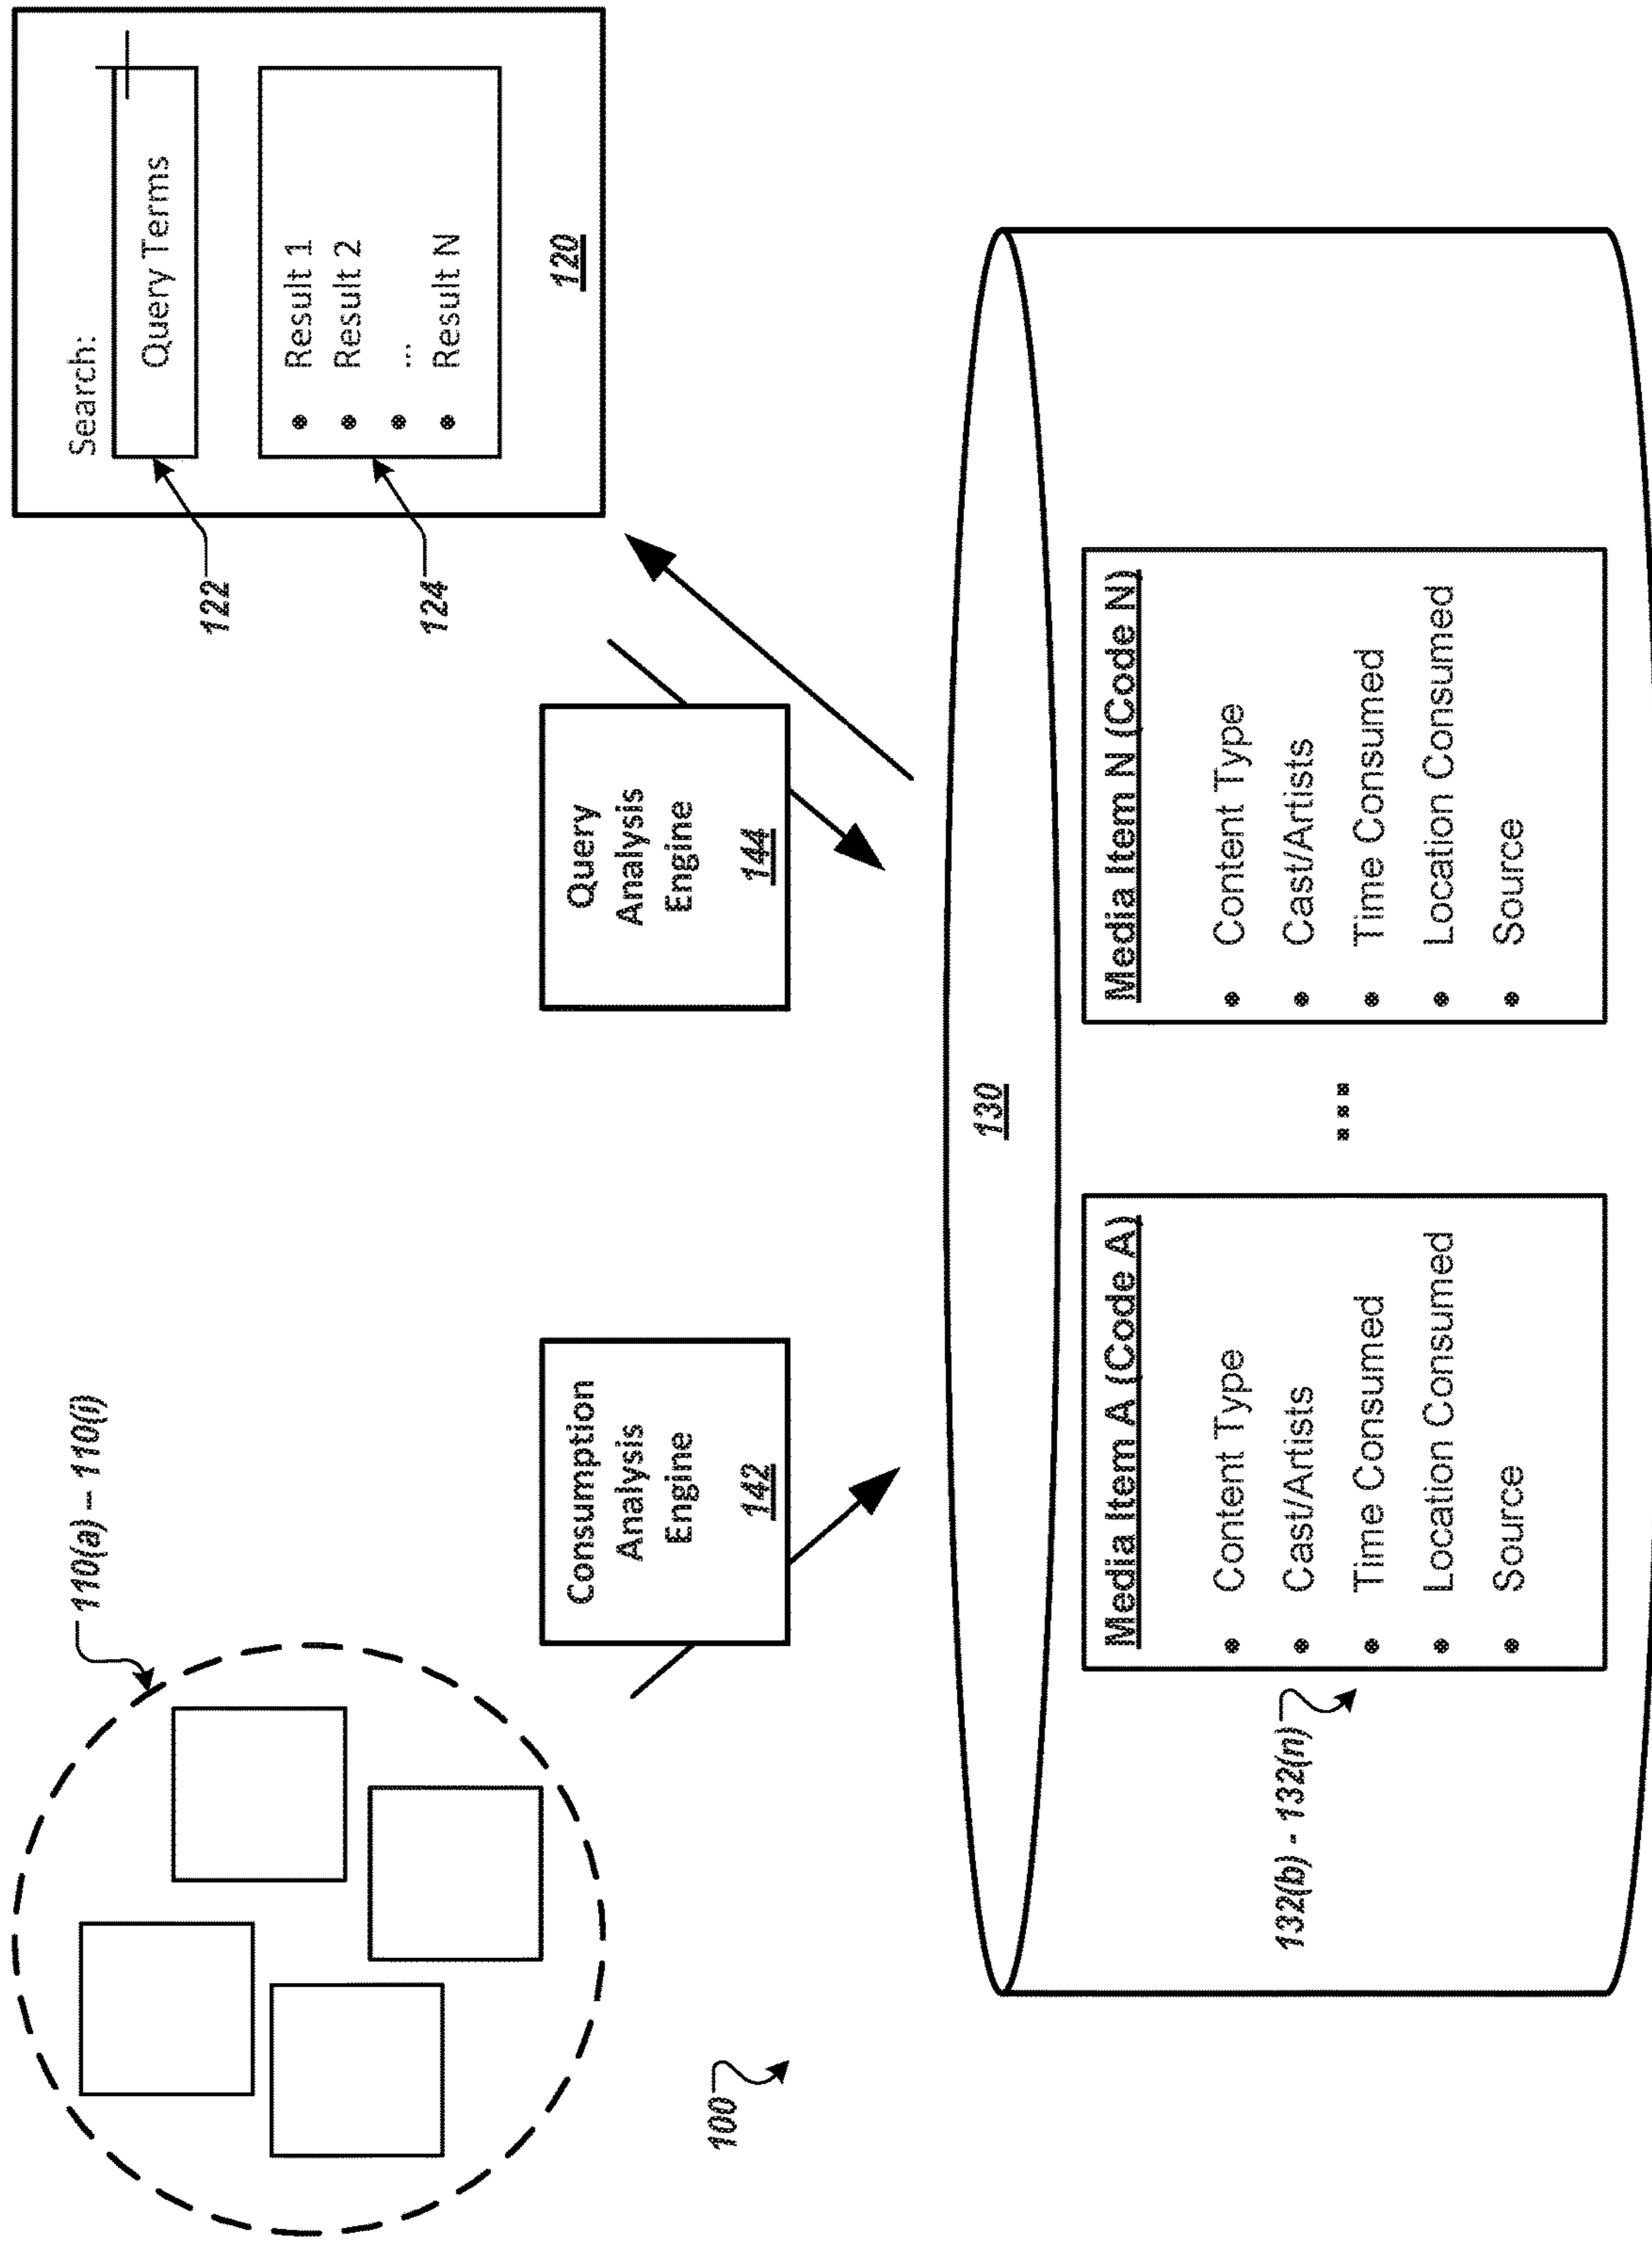 110(a) – 110(i)
Search:
Query Terms
122
Result 1
Result 2
...
Result N
124
120
Consumption
Analysis
Engine
142
Query
Analysis
Engine
144
100
130
Media Item A (Code A)
Content Type
Cast/Artists
Time Consumed
Location Consumed
Source
132(b) - 132(n)
...
Media Item N (Code N)
Content Type
Cast/Artists
Time Consumed
Location Consumed
Source